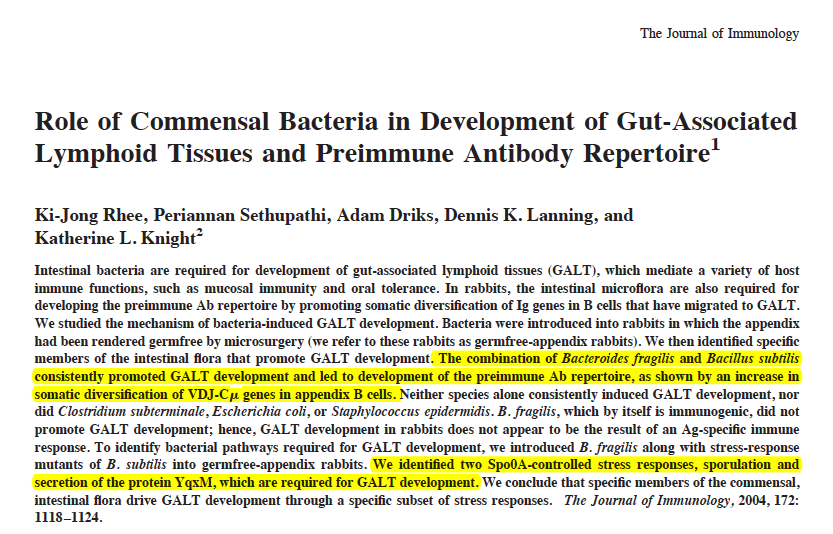 The Journal of Immunology
Role of Commensal Bacteria in Development of Gut-Associated
Lymphoid Tissues and Preimmune Antibody Repertoire1
Ki-Jong Rhee, Periannan Sethupathi, Adam Driks, Dennis K. Lanning, and
Katherine L. Knight2
Intestinal bacteria are required for development of gut-associated lymphoid tissues (GALT), which mediate a variety of host
immune functions, such as mucosal immunity and oral tolerance. In rabbits, the intestinal microflora are also required for
developing the preimmune Ab repertoire by promoting somatic diversification of Ig genes in B cells that have migrated to GALT.
We studied the mechanism of bacteria-induced GALT development. Bacteria were introduced into rabbits in which the appendix
had been rendered germfree by microsurgery (we refer to these rabbits as germfree-appendix rabbits). We then identified specific
members of the intestinal flora that promote GALT development. The combination of Bacteroides fragilis and Bacillus subtilis
consistently promoted GALT development and led to development of the preimmune Ab repertoire, as shown by an increase in
somatic diversification of VDJ-Cμ genes in appendix B cells. Neither species alone consistently induced GALT development, nor
did Clostridium subterminale, Escherichia coli, or Staphylococcus epidermidis. B. fragilis, which by itself is immunogenic, did not
promote GALT development; hence, GALT development in rabbits does not appear to be the result of an Ag-specific immune
response. To identify bacterial pathways required for GALT development, we introduced B. fragilis along with stress-response
mutants of B. subtilis into germfree-appendix rabbits. We identified two Spo0A-controlled stress responses, sporulation and
secretion of the protein YqxM, which are required for GALT development. We conclude that specific members of the commensal,
intestinal flora drive GALT development through a specific subset of stress responses. The Journal of Immunology, 2004, 172:
1118–1124.